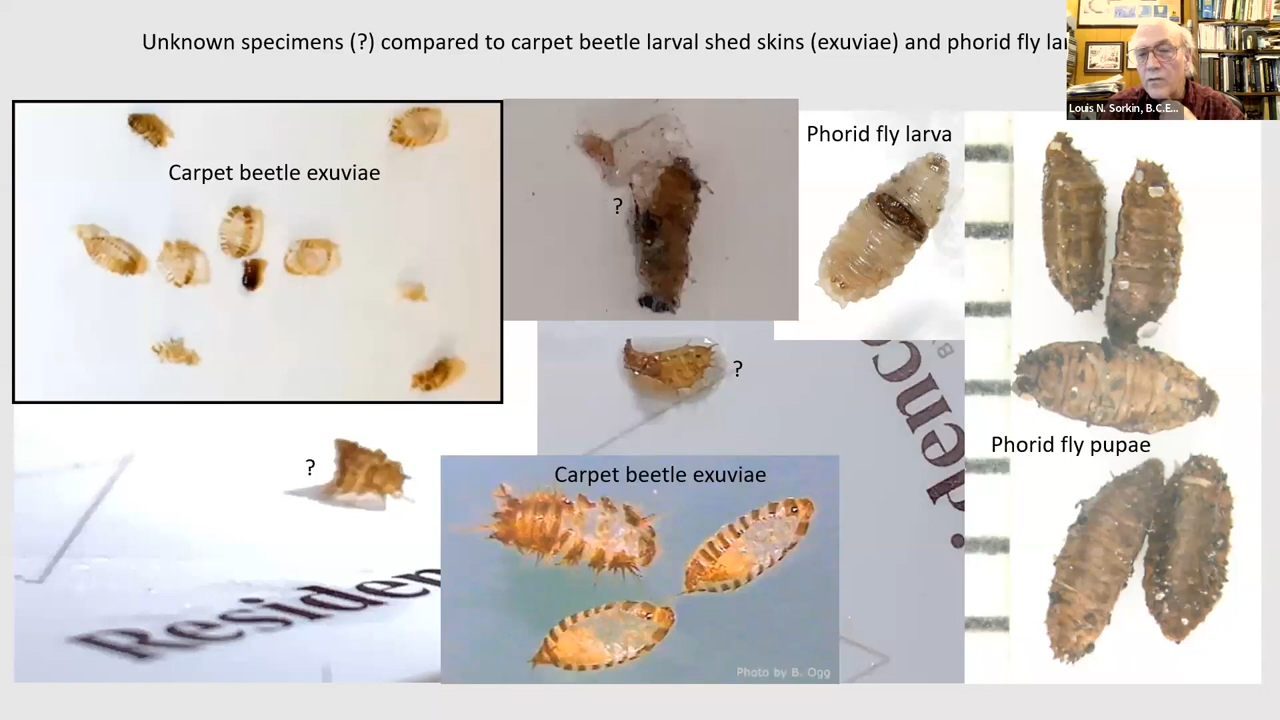 Unknown specimens (?) compared to carpet beetle larval shed skins (exuviae) and phorid fly
Louis N. Sorkin, B.C.E...
Carpet beetle exuviae
?
Phorid fly larva
?
?
Phorid fly pupae
Carpet beetle exuviae
Photo by B. Ogg
Residen